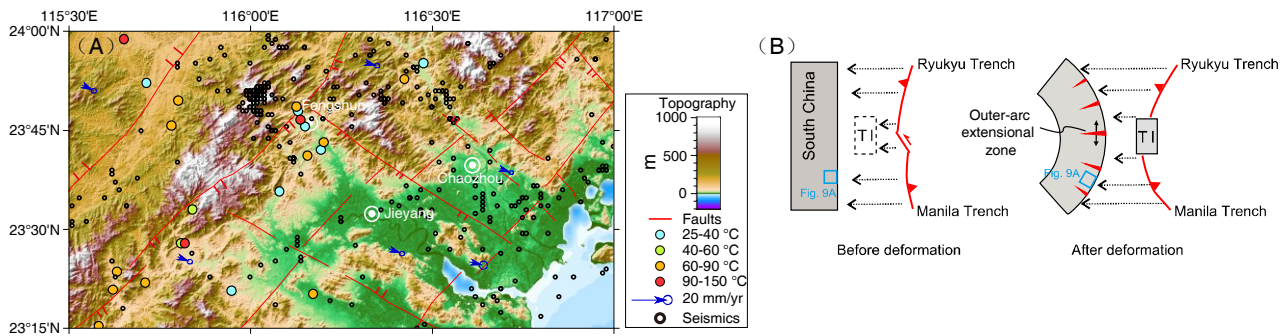 115°30'E 116°00'E 116°30'E 117°00'E
24°00'N
23°45'N
23°30'N
23°15'N
(A)
Fengshun
Chaozhou
Jieyang
Topography
m
1000
500
0
Faults
25-40 °C
40-60 °C
60-90 °C
90-150 °C
20 mm/yr
Seismics
(B)
South China
Fig. 9A
TI
Ryukyu Trench
Manila Trench
Before deformation
Outer-arc
extensional
zone
Fig. 9A
TI
Ryukyu Trench
Manila Trench
After deformation